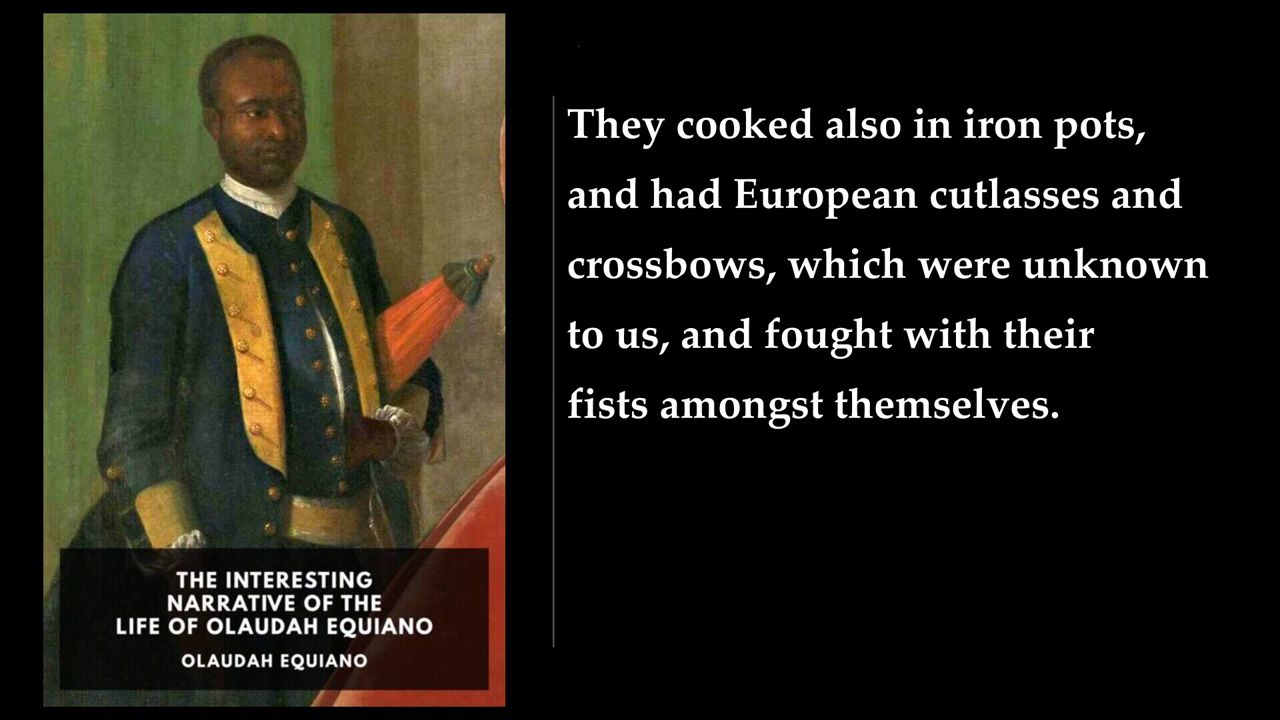 THE INTERESTING
NARRATIVE OF THE
LIFE OF OLAUDAH EQUIANO
OLAUDAH EQUIANO
They cooked also in iron pots,
and had European cutlasses and
crossbows, which were unknown
to us, and fought with their
fists amongst themselves.